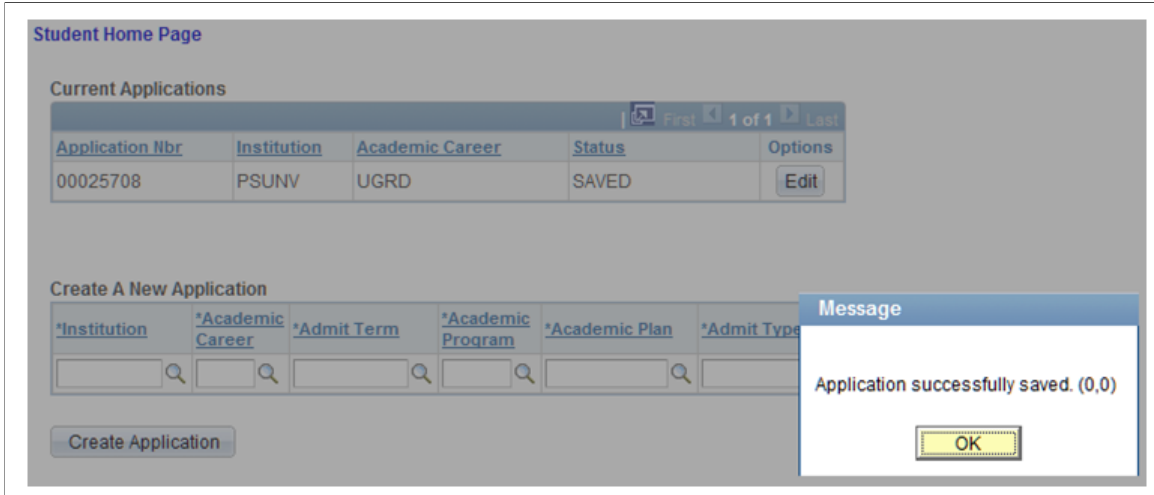 Student Home Page
Current Applications
| First 1 of 1 Last
Application Nbr Institution Academic Career Status Options
00025708 PSUNV UGRD SAVED Edit
Create A New Application
*Institution *Academic Career *Admit Term *Academic Program *Academic Plan *Admit Type
Create Application
Message
Application successfully saved. (0,0)
OK